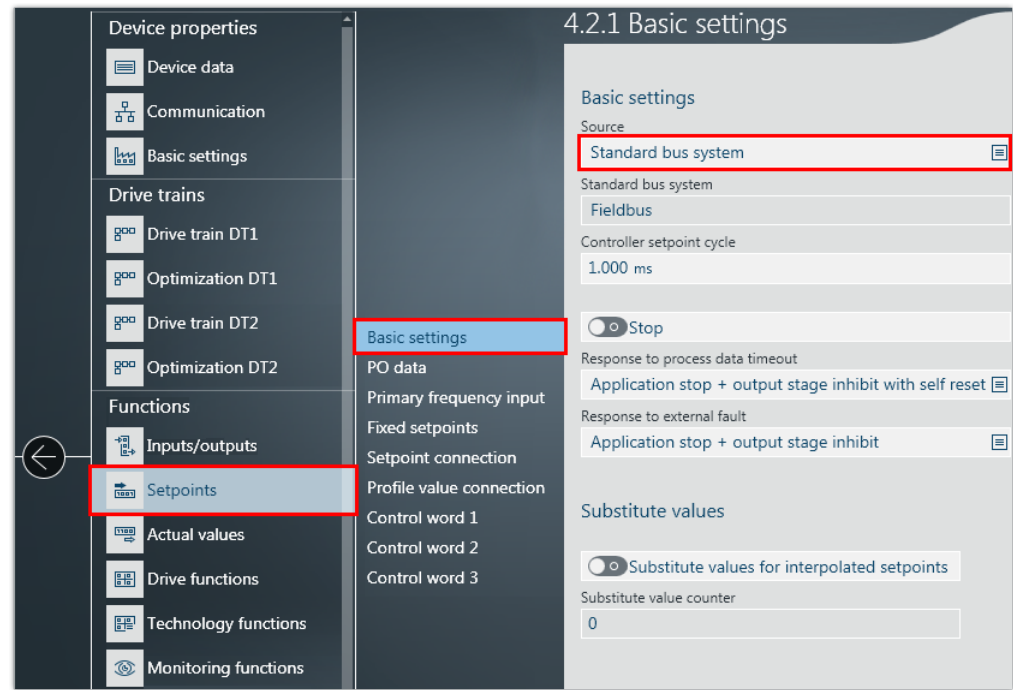 Device properties
Device data
Communication
Basic settings
Drive trains
Drive train DT1
Optimization DT1
Drive train DT2
Optimization DT2
Functions
Inputs/outputs
Setpoints
Actual values
Drive functions
Technology functions
Monitoring functions
Basic settings
PO data
Primary frequency input
Fixed setpoints
Setpoint connection
Profile value connection
Control word 1
Control word 2
Control word 3
4.2.1 Basic settings
Basic settings
Source
Standard bus system
Standard bus system
Fieldbus
Controller setpoint cycle
1.000 ms
Stop
Response to process data timeout
Application stop + output stage inhibit with self reset
Response to external fault
Application stop + output stage inhibit
Substitute values
Substitute values for interpolated setpoints
Substitute value counter
0